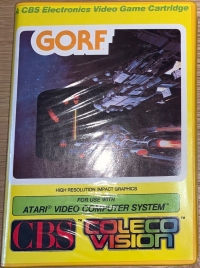 A CBS Electronics Video Game Cartridge
GORF
HIGH RESOLUTION IMPACT GRAPHICS
FOR USE WITH
ATARI® VIDEO COMPUTER SYSTEM™
CBS COLECO
VISION™